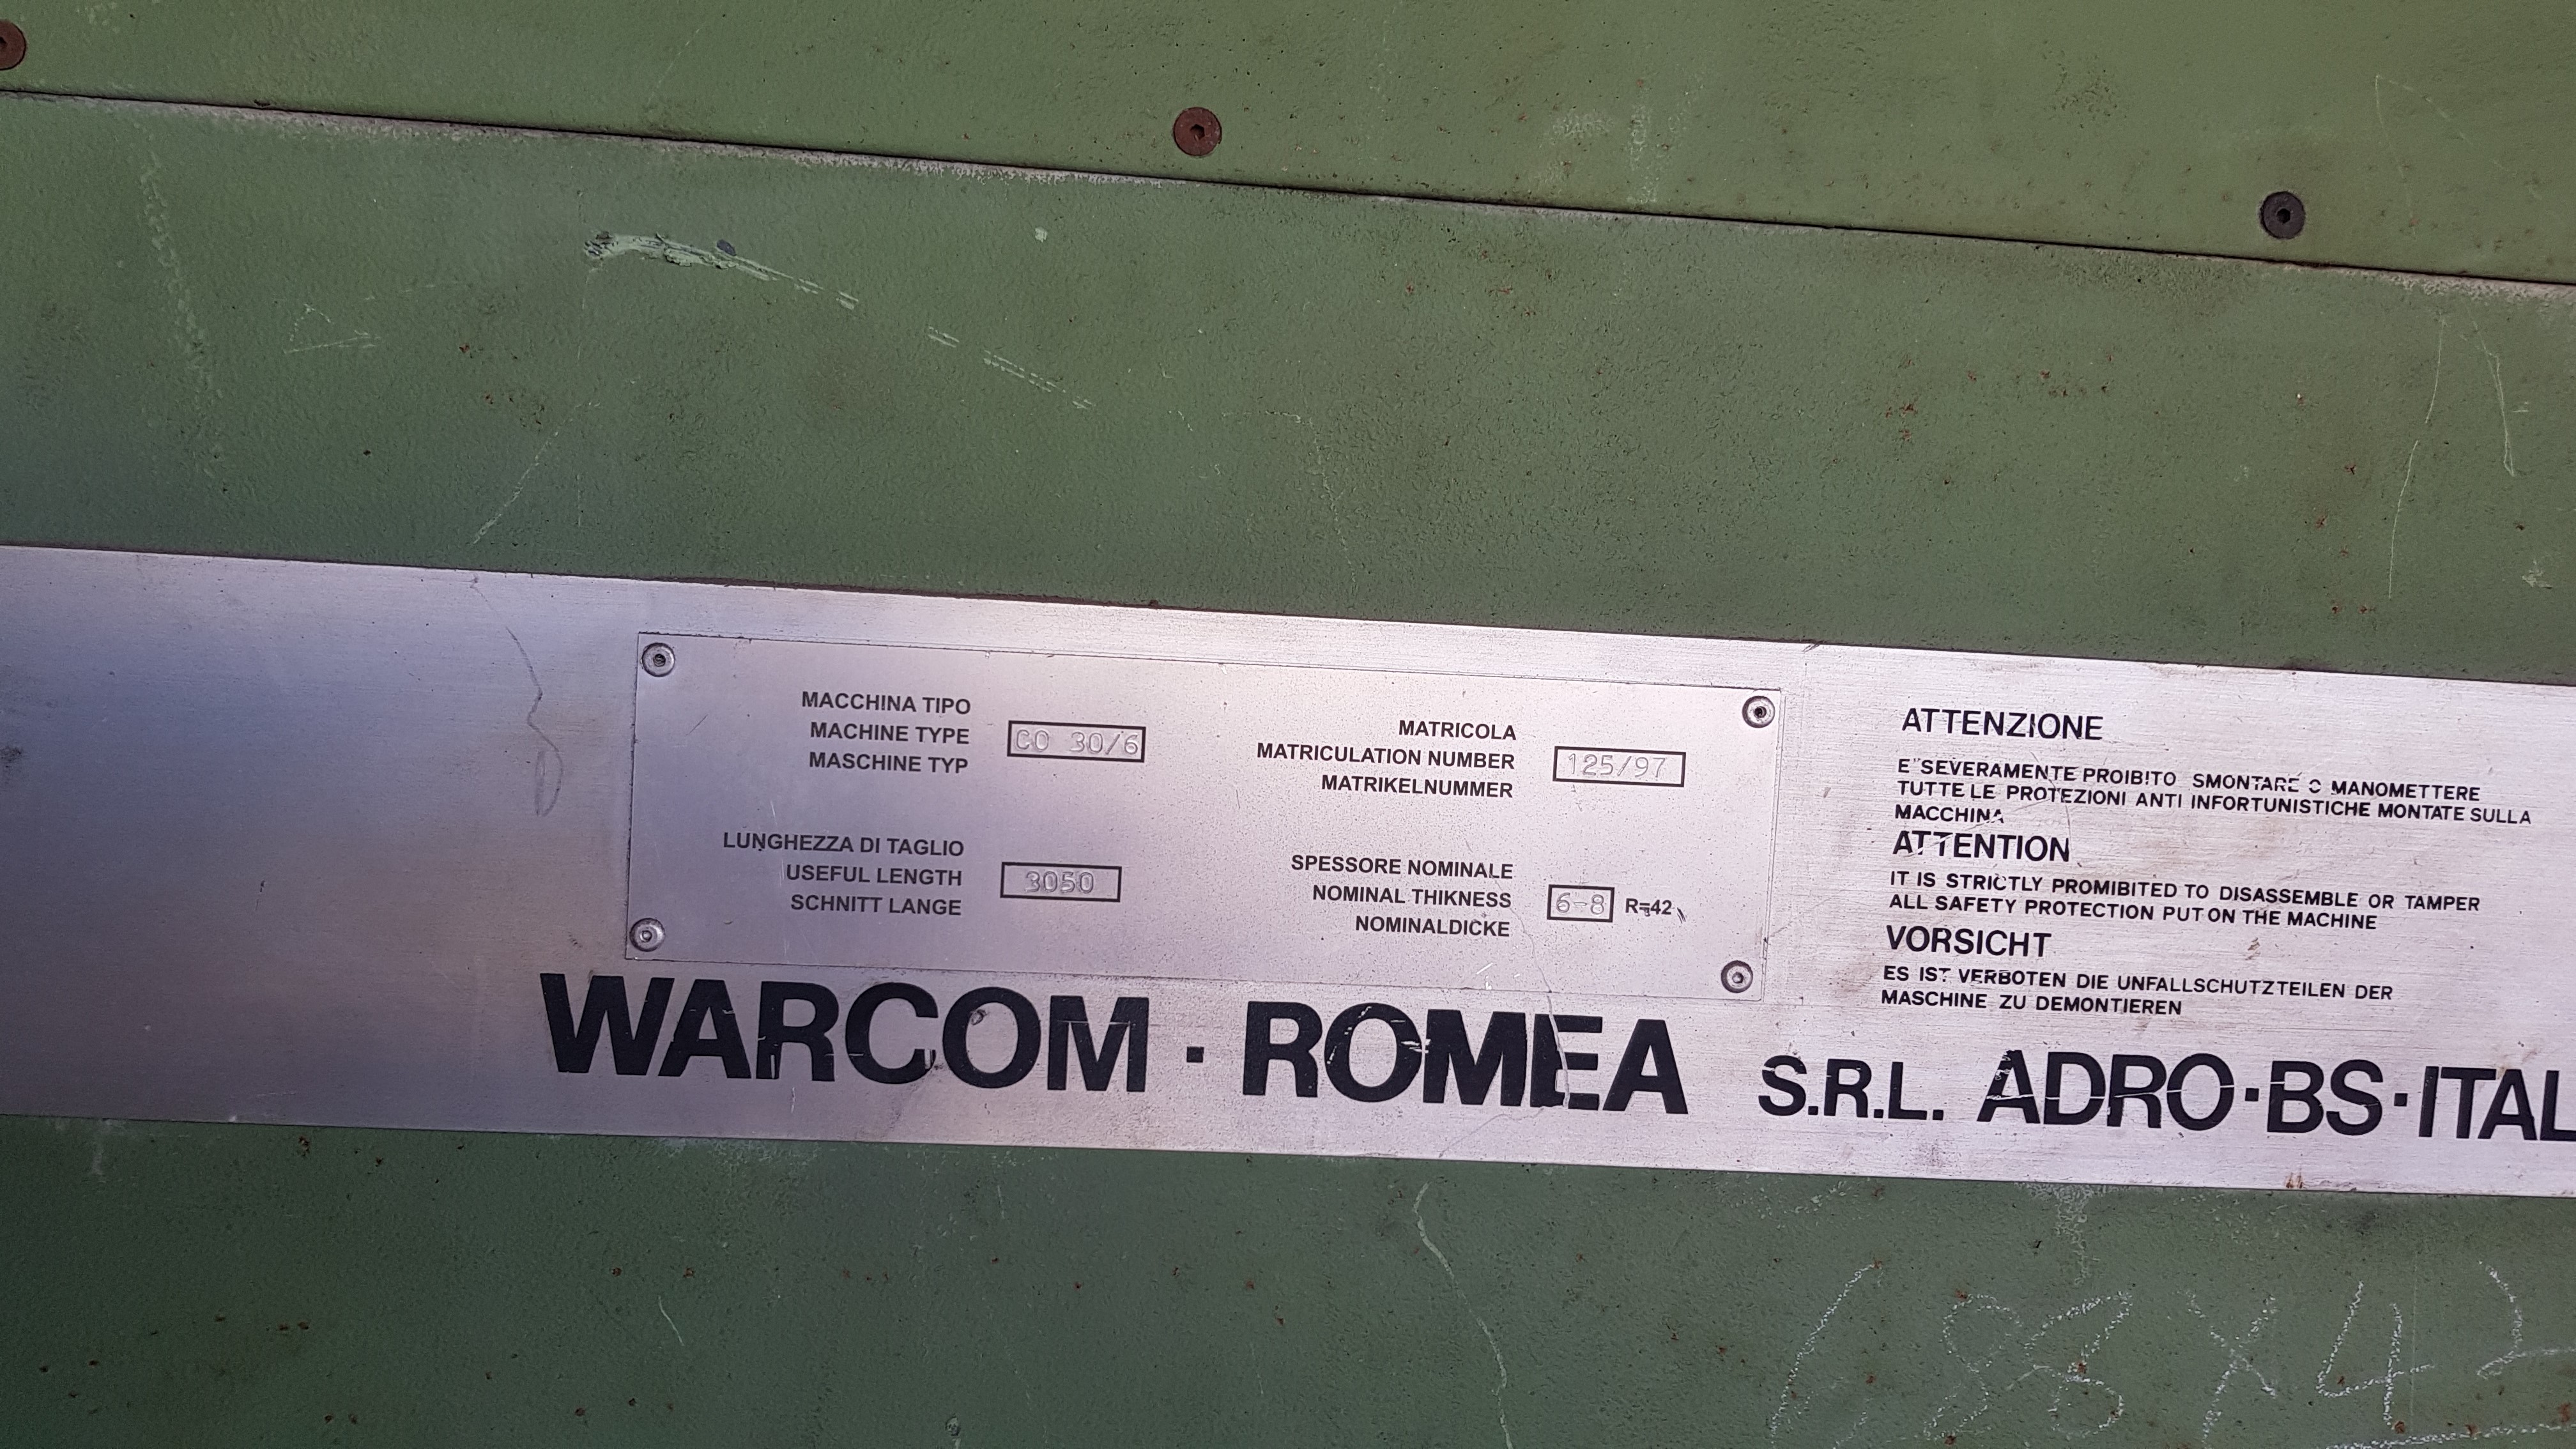 MACCHINA TIPO
MACHINE TYPE
MASCHINE TYP
CO 30/6
MATRICOLA
MATRICULATION NUMBER
MATRIKELNUMMER
125/97
LUNGHEZZA DI TAGLIO
USEFUL LENGTH
SCHNITT LANGE
3050
SPESSORE NOMINALE
NOMINAL THIKNESS
NOMINALDICKE
6-8 R=42
ATTENZIONE
E' SEVERAMENTE PROIBITO SMONTARE O MANOMETTERE
TUTTE LE PROTEZIONI ANTI INFORTUNISTICHE MONTATE SULLA
MACCHINA
ATTENTION
IT IS STRICTLY PROMIBITED TO DISASSEMBLE OR TAMPER
ALL SAFETY PROTECTION PUT ON THE MACHINE
VORSICHT
ES IST VERBOTEN DIE UNFALLSCHUTZTEILEN DER
MASCHINE ZU DEMONTIEREN
WARCOM · ROMEA S.R.L. ADRO·BS·ITAL